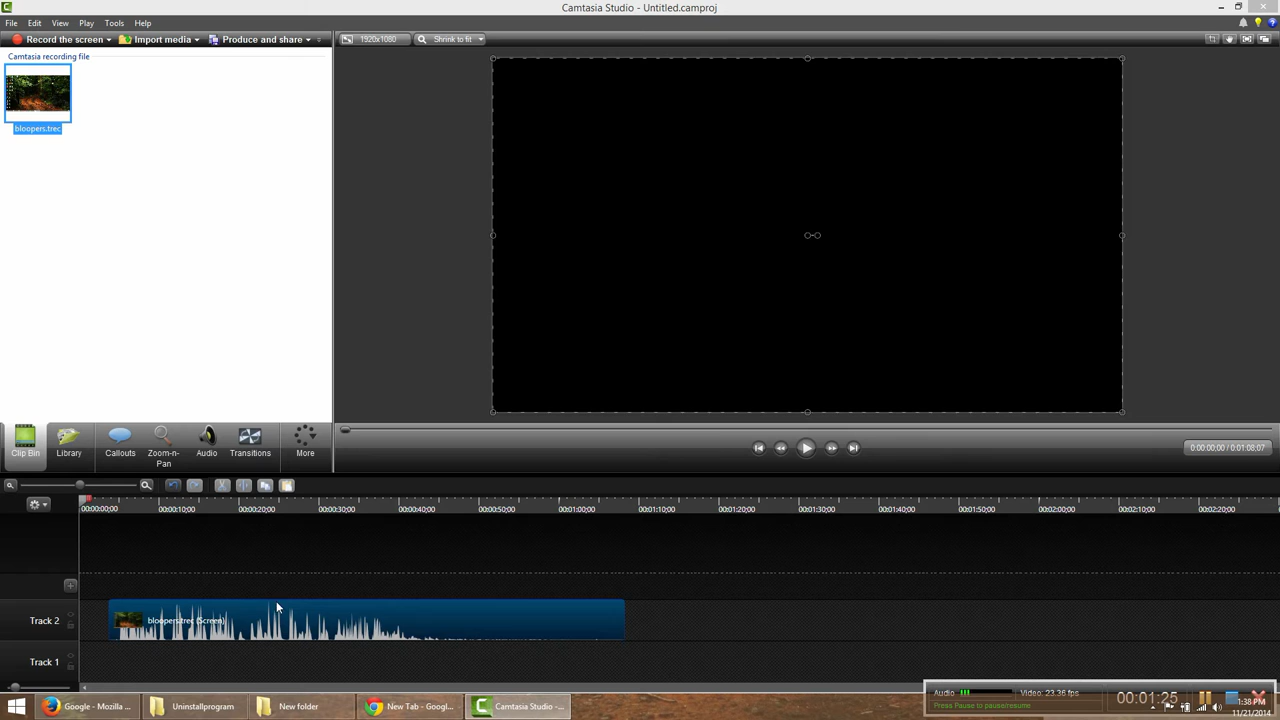 Camtasia Studio - Untitled.camproj
File Edit View Play Tools Help
Record the screen Import media Produce and share 1920x1080 Shrink to fit
Camtasia recording file
bloopers.trec
Clip Bin Library Callouts Zoom-n-Pan Audio Transitions More
0:00:00;00 / 0:01:08;07
00:00:00;00 00:00:10;00 00:00:20;00 00:00:30;00 00:00:40;00 00:00:50;00 00:01:00;00 00:01:10;00 00:01:20;00 00:01:30;00 00:01:40;00 00:01:50;00 00:02:00;00 00:02:10;00 00:02:20;00
Track 2 bloopers.trec (Screen)
Track 1
Google - Mozilla ... Uninstallprogram New folder New Tab - Googl... Camtasia Studio -...
Audio Video: 23.36 fps 00:01:25
Press Pause to pause/resume
1:38 PM
11/21/2014